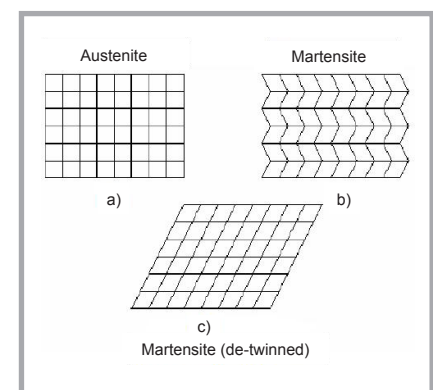 Austenite
Martensite
a)
b)
c)
Martensite (de-twinned)